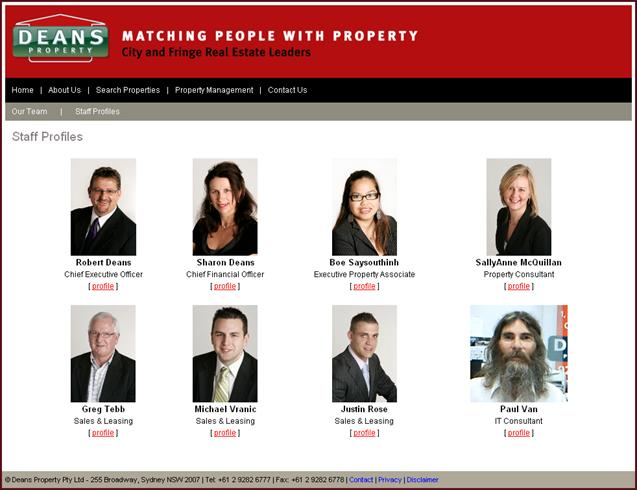 DEANS
PROPERTY
MATCHING PEOPLE WITH PROPERTY
City and Fringe Real Estate Leaders
Home | About Us | Search Properties | Property Management | Contact Us
Our Team | Staff Profiles
Staff Profiles
Robert Deans
Chief Executive Officer
[ profile ]
Sharon Deans
Chief Financial Officer
[ profile ]
Boe Saysouthinh
Executive Property Associate
[ profile ]
SallyAnne McQuillan
Property Consultant
[ profile ]
Greg Tebb
Sales & Leasing
[ profile ]
Michael Vranic
Sales & Leasing
[ profile ]
Justin Rose
Sales & Leasing
[ profile ]
Paul Van
IT Consultant
[ profile ]
© Deans Property Pty Ltd - 255 Broadway, Sydney NSW 2007 | Tel: +61 2 9282 6777 | Fax: +61 2 9282 6778 | Contact | Privacy | Disclaimer